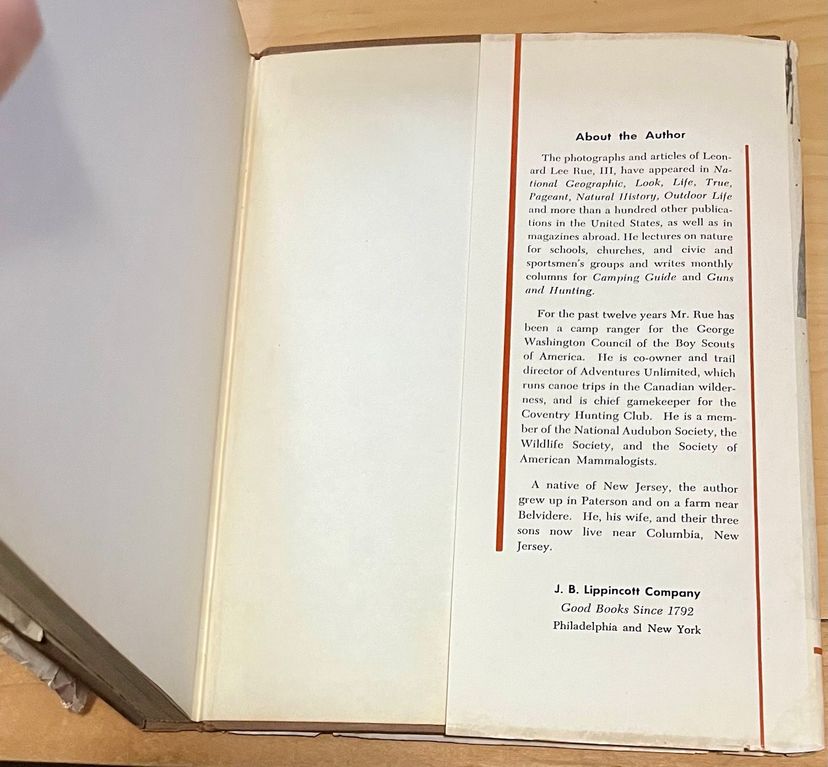 About the Author
The photographs and articles of Leon-
ard Lee Rue, III, have appeared in Na-
tional Geographic, Look, Life, True,
Pageant, Natural History, Outdoor Life
and more than a hundred other publica-
tions in the United States, as well as in
magazines abroad. He lectures on nature
for schools, churches, and civic and
sportsmen's groups and writes monthly
columns for Camping Guide and Guns
and Hunting.
For the past twelve years Mr. Rue has
been a camp ranger for the George
Washington Council of the Boy Scouts
of America. He is co-owner and trail
director of Adventures Unlimited, which
runs canoe trips in the Canadian wilder-
ness, and is chief gamekeeper for the
Coventry Hunting Club. He is a mem-
ber of the National Audubon Society, the
Wildlife Society, and the Society of
American Mammalogists.
A native of New Jersey, the author
grew up in Paterson and on a farm near
Belvidere. He, his wife, and their three
sons now live near Columbia, New
Jersey.
J. B. Lippincott Company
Good Books Since 1792
Philadelphia and New York